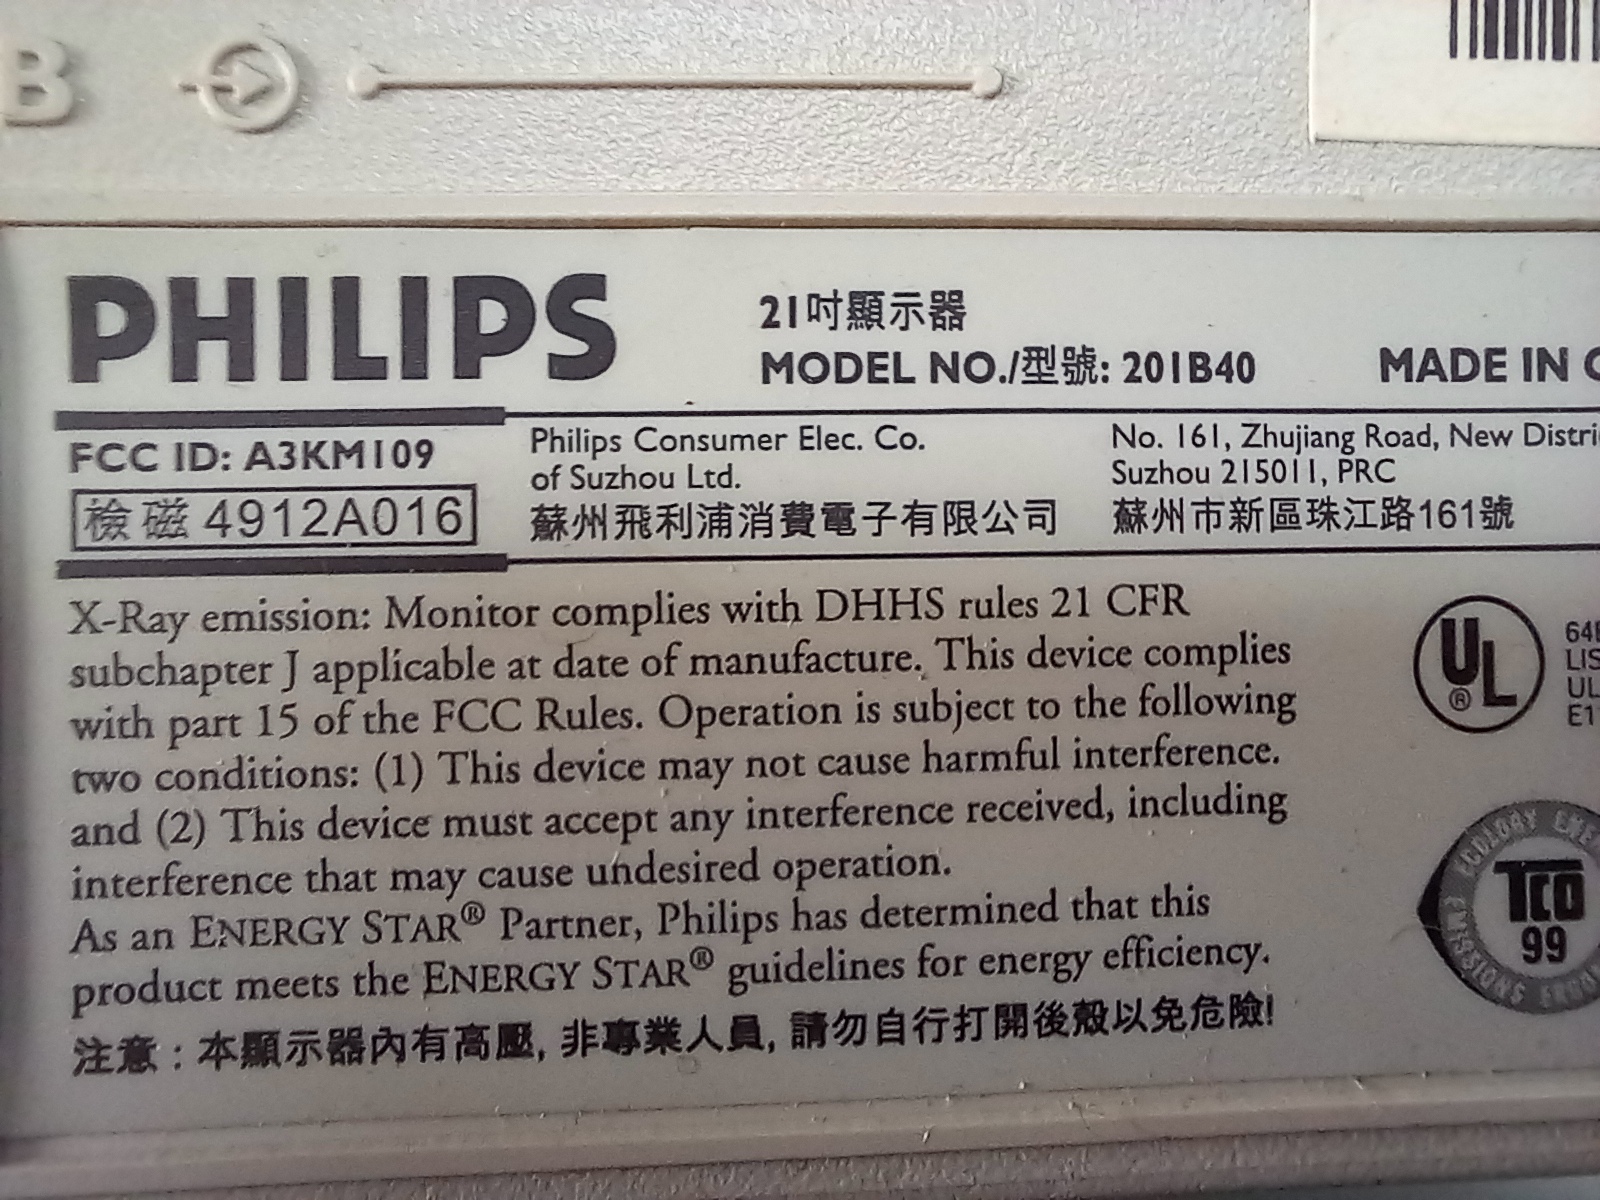 B
PHILIPS
21吋顯示器
MODEL NO./型號: 201B40
MADE IN
FCC ID: A3KM109
檢磁 4912A016
Philips Consumer Elec. Co.
of Suzhou Ltd.
蘇州飛利浦消費電子有限公司
No. 161, Zhujiang Road, New
Suzhou 215011, PRC
蘇州市新區珠江路161號
X-Ray emission: Monitor complies with DHHS rules 21 CFR
subchapter J applicable at date of manufacture. This device complies
with part 15 of the FCC Rules. Operation is subject to the following
two conditions: (1) This device may not cause harmful interference.
and (2) This device must accept any interference received, including
interference that may cause undesired operation.
As an ENERGY STAR® Partner, Philips has determined that this
product meets the ENERGY STAR® guidelines for energy efficiency.
注意 : 本顯示器內有高壓, 非專業人員, 請勿自行打開後殼以免危險!
UL
®
ECOLOGY
EMISSIONS
TCO
99